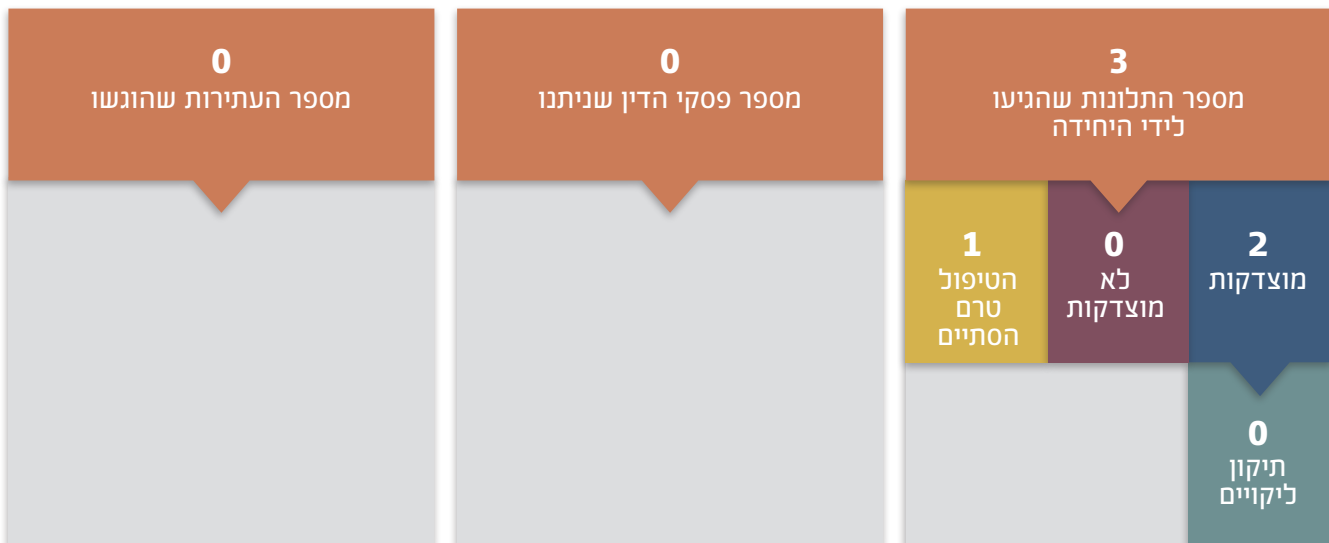 3
מספר התלונות שהגיעו
לידי היחידה
2
מוצדקות
0
לא
מוצדקות
1
הטיפול
טרם
הסתיים
0
תיקון
ליקויים
0
מספר פסקי הדין שניתנו
0
מספר העתירות שהוגשו